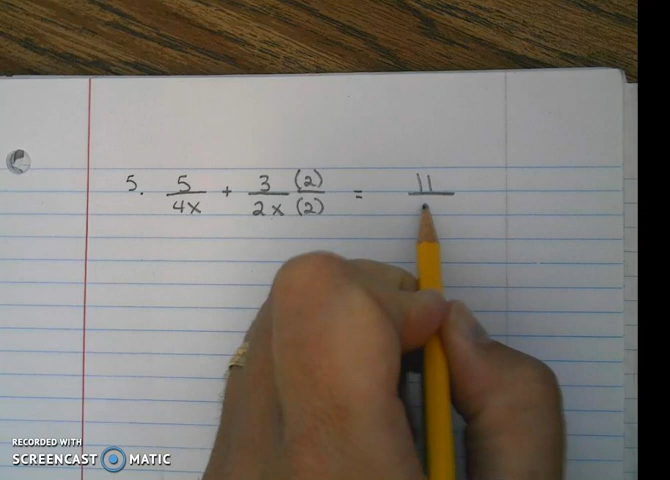 5. 5/4x + 3(2)/2x(2) = 11/
RECORDED WITH
SCREENCAST MATIC